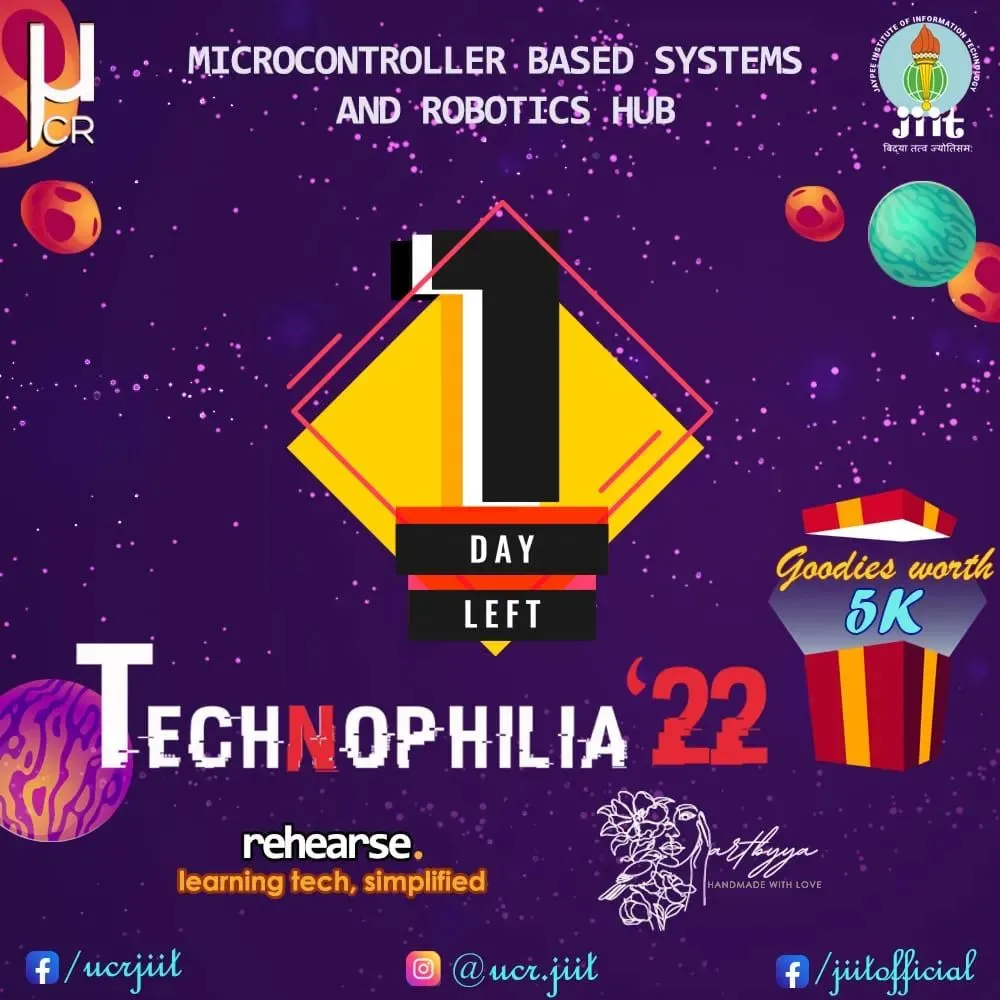 μ
CR
MICROCONTROLLER BASED SYSTEMS
AND ROBOTICS HUB
JAYPEE INSTITUTE OF INFORMATION TECHNOLOGY
jiit
विद्या तत्व ज्योतिसम:
1
DAY
LEFT
Goodies worth
5K
TECHNOPHILIA '22
rehearse.
learning tech, simplified
artbyya
HANDMADE WITH LOVE
/ucrjiit
@ucr.jiit
/jiitofficial